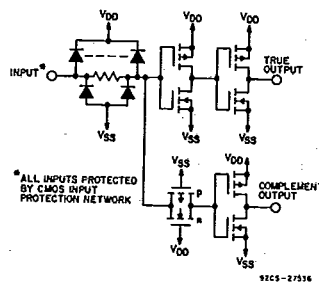 VDD
VDD
VDD
INPUT*
TRUE
OUTPUT
VSS
VSS
VSS
*ALL INPUTS PROTECTED
BY CMOS INPUT
PROTECTION NETWORK
VSS
VDD
p
n
COMPLEMENT
OUTPUT
VDD
VSS
92CS-27536